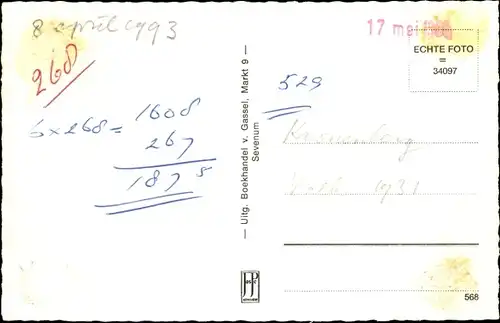 8 april 1993
268
6 x 268 = 1608
267
1875
— Uitg. Boekhandel v. Gassel, Markt 9 —
Sevenum
17 mei
ECHTE FOTO
=
34097
529
1931
JP
568